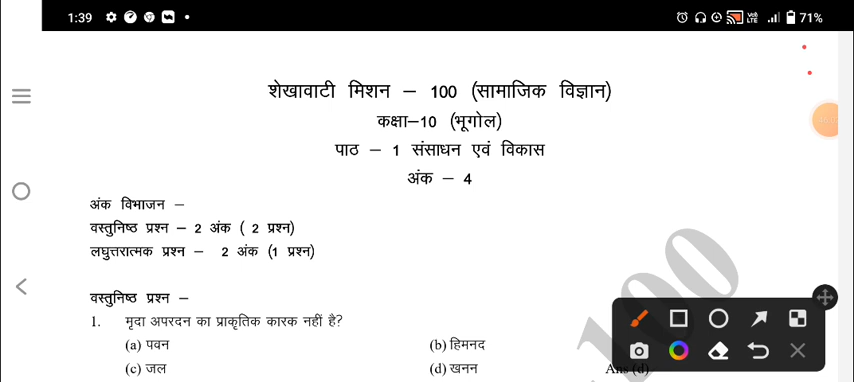 1:39 71%
शेखावाटी मिशन – 100 (सामाजिक विज्ञान)
कक्षा–10 (भूगोल)
पाठ – 1 संसाधन एवं विकास
अंक – 4
अंक विभाजन –
वस्तुनिष्ठ प्रश्न – 2 अंक ( 2 प्रश्न)
लघुत्तरात्मक प्रश्न – 2 अंक (1 प्रश्न)
वस्तुनिष्ठ प्रश्न –
1. मृदा अपरदन का प्राकृतिक कारक नहीं है?
(a) पवन (b) हिमनद
(c) जल (d) खनन Ans (d)
100